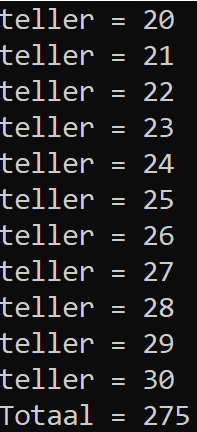 teller = 20
teller = 21
teller = 22
teller = 23
teller = 24
teller = 25
teller = 26
teller = 27
teller = 28
teller = 29
teller = 30
Totaal = 275